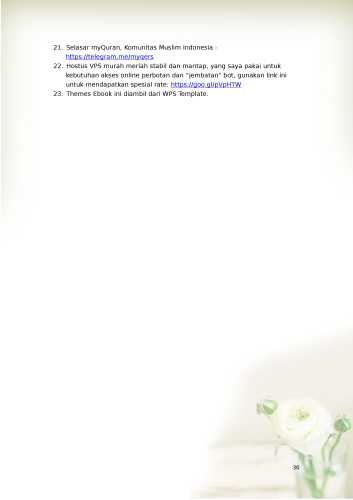 21. Selasar myQuran, Komunitas Muslim Indonesia -
https://telegram.me/myqers
22. Hostus VPS murah meriah stabil dan mantap, yang saya pakai untuk
kebutuhan akses online perbotan dan "jembatan" bot, gunakan link ini
untuk mendapatkan spesial rate: https://goo.gl/pVpHTW
23. Themes Ebook ini diambil dari WPS Template.
36